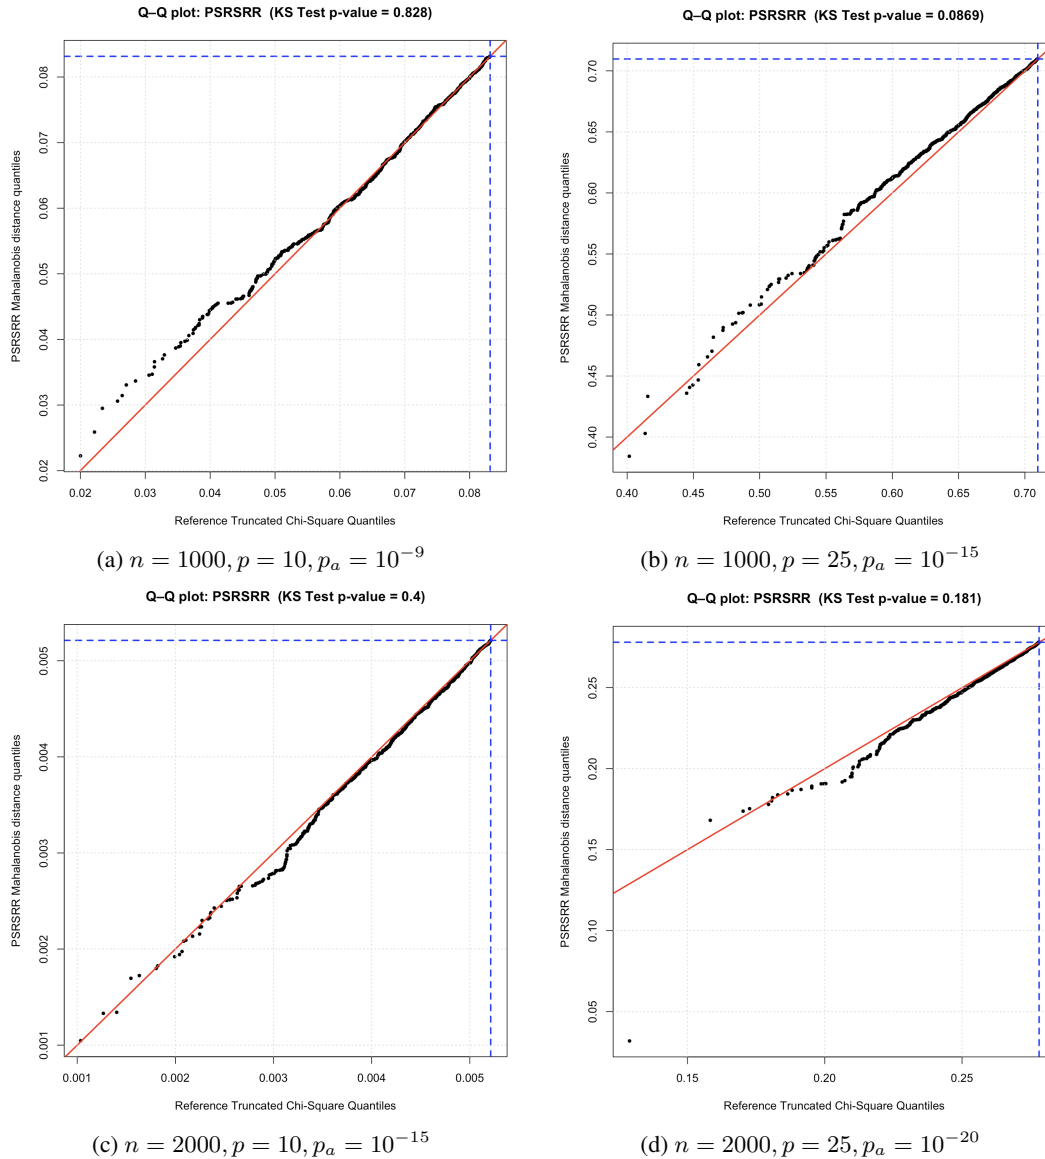 Q–Q plot: PSRSRR (KS Test p-value = 0.828)
PSRSRR Mahalanobis distance quantiles
0.08
0.07
0.06
0.05
0.04
0.03
0.02
0.02 0.03 0.04 0.05 0.06 0.07 0.08
Reference Truncated Chi-Square Quantiles
(a) n = 1000, p = 10, pₐ = 10⁻⁹
Q–Q plot: PSRSRR (KS Test p-value = 0.0869)
PSRSRR Mahalanobis distance quantiles
0.70
0.65
0.60
0.55
0.50
0.45
0.40
0.40 0.45 0.50 0.55 0.60 0.65 0.70
Reference Truncated Chi-Square Quantiles
(b) n = 1000, p = 25, pₐ = 10⁻¹⁵
Q–Q plot: PSRSRR (KS Test p-value = 0.4)
PSRSRR Mahalanobis distance quantiles
0.005
0.004
0.003
0.002
0.001
0.001 0.002 0.003 0.004 0.005
Reference Truncated Chi-Square Quantiles
(c) n = 2000, p = 10, pₐ = 10⁻¹⁵
Q–Q plot: PSRSRR (KS Test p-value = 0.181)
PSRSRR Mahalanobis distance quantiles
0.25
0.20
0.15
0.10
0.05
0.15 0.20 0.25
Reference Truncated Chi-Square Quantiles
(d) n = 2000, p = 25, pₐ = 10⁻²⁰